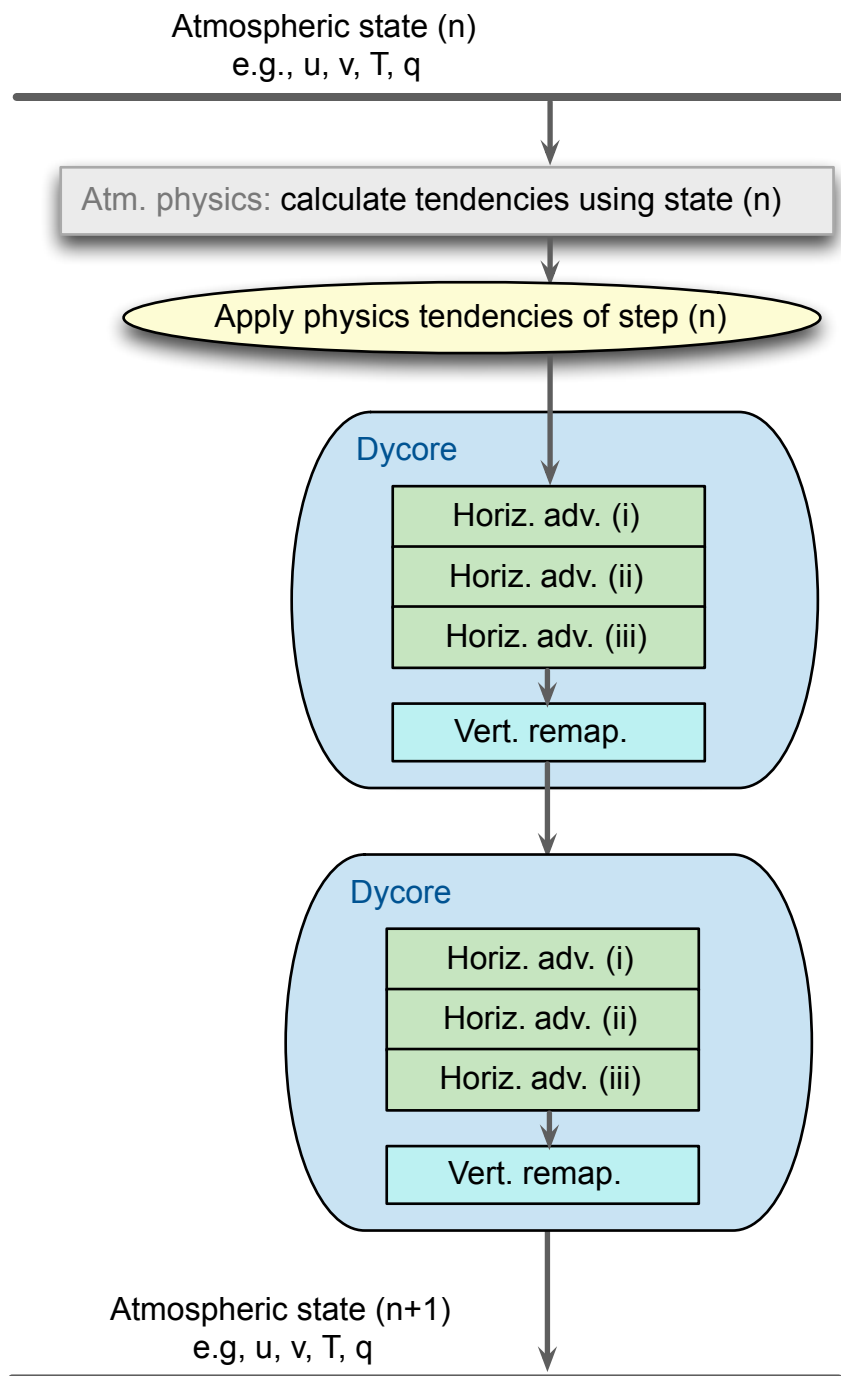 Atmospheric state (n)
e.g., u, v, T, q
Atm. physics: calculate tendencies using state (n)
Apply physics tendencies of step (n)
Dycore
Horiz. adv. (i)
Horiz. adv. (ii)
Horiz. adv. (iii)
Vert. remap.
Dycore
Horiz. adv. (i)
Horiz. adv. (ii)
Horiz. adv. (iii)
Vert. remap.
Atmospheric state (n+1)
e.g, u, v, T, q